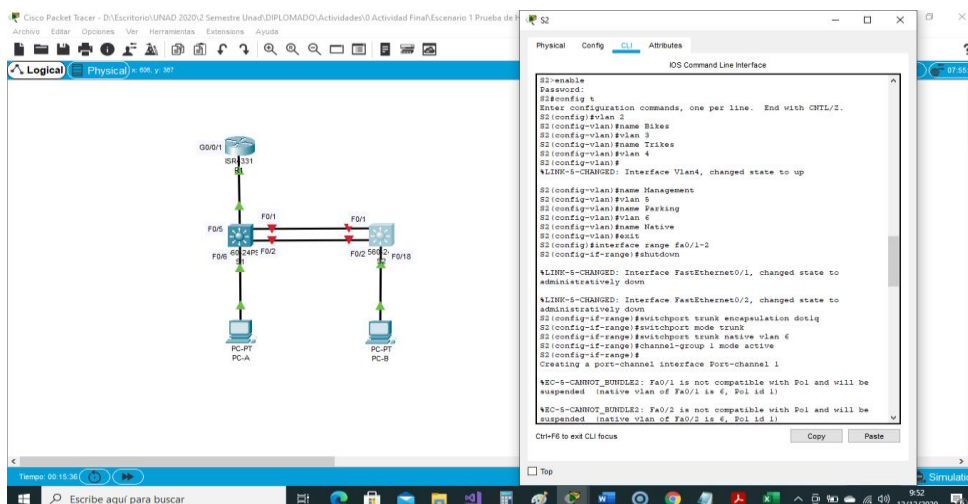 Cisco Packet Tracer - D:\Escritorio\UNAD 2020\2 Semestre Unad\DIPLOMADO\Actividades\0 Actividad Final\Escenario 1 Prueba de H
Archivo Editar Opciones Ver Herramientas Extensions Ayuda
Logical Physical x: 606, y: 367
07:55
G0/0/1
ISR4331
R1
F0/5
F0/1
F0/1
F0/6
F0/2
F0/2
F0/18
PC-PT
PC-A
PC-PT
PC-B
S2
Physical Config CLI Attributes
IOS Command Line Interface
S2>enable
Password:
S2#config t
Enter configuration commands, one per line. End with CNTL/Z.
S2(config)#vlan 2
S2(config-vlan)#name Bikes
S2(config-vlan)#vlan 3
S2(config-vlan)#name Trikes
S2(config-vlan)#vlan 4
S2(config-vlan)#
%LINK-5-CHANGED: Interface Vlan4, changed state to up
S2(config-vlan)#name Management
S2(config-vlan)#vlan 5
S2(config-vlan)#name Parking
S2(config-vlan)#vlan 6
S2(config-vlan)#name Native
S2(config-vlan)#exit
S2(config)#interface range fa0/1-2
S2(config-if-range)#shutdown
%LINK-5-CHANGED: Interface FastEthernet0/1, changed state to
administratively down
%LINK-5-CHANGED: Interface FastEthernet0/2, changed state to
administratively down
S2(config-if-range)#switchport trunk encapsulation dot1q
S2(config-if-range)#switchport mode trunk
S2(config-if-range)#switchport trunk native vlan 6
S2(config-if-range)#channel-group 1 mode active
S2(config-if-range)#
Creating a port-channel interface Port-channel 1
%EC-5-CANNOT_BUNDLE2: Fa0/1 is not compatible with Po1 and will be
suspended (native vlan of Fa0/1 is 6, Po1 id 1)
%EC-5-CANNOT_BUNDLE2: Fa0/2 is not compatible with Po1 and will be
suspended (native vlan of Fa0/2 is 6, Po1 id 1)
Ctrl+F6 to exit CLI focus
Copy Paste
Top
Tiempo: 00:15:36
Simulati
Escribe aquí para buscar
9:52